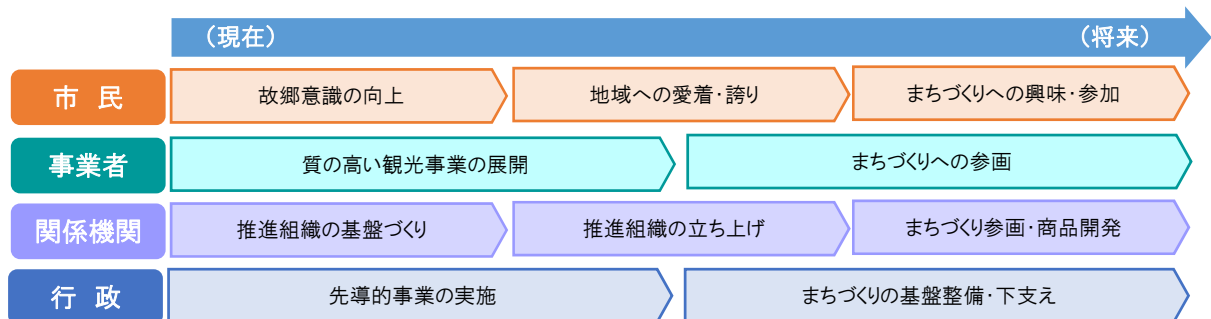 （現在） （将来）
市 民 故郷意識の向上 地域への愛着・誇り まちづくりへの興味・参加
事業者 質の高い観光事業の展開 まちづくりへの参画
関係機関 推進組織の基盤づくり 推進組織の立ち上げ まちづくり参画・商品開発
行 政 先導的事業の実施 まちづくりの基盤整備・下支え